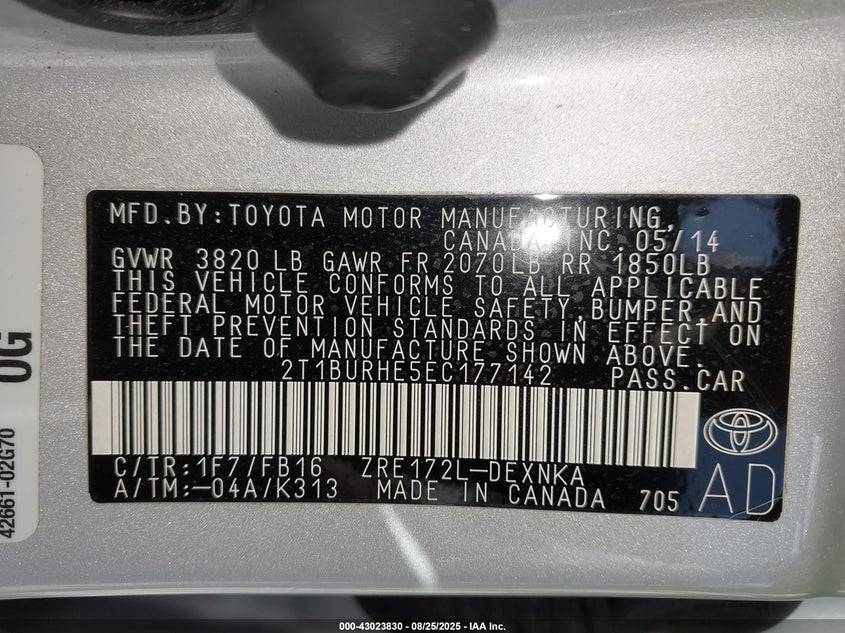 MFD.BY:TOYOTA MOTOR MANUFACTURING,
CANADA, INC. 05/14
GVWR 3820 LB GAWR FR 2070LB RR 1850LB
THIS VEHICLE CONFORMS TO ALL APPLICABLE
FEDERAL MOTOR VEHICLE SAFETY,BUMPER,AND
THEFT PREVENTION STANDARDS IN EFFECT ON
THE DATE OF MANUFACTURE SHOWN ABOVE.
2T1BURHE5EC177142 PASS.CAR
C/TR:1F7/FB16 ZRE172L-DEXNKA
A/TM:-04A/K313 MADE IN CANADA 705
AD
0G
42661-02G70
000-43023830 - 08/25/2025 - IAA Inc.